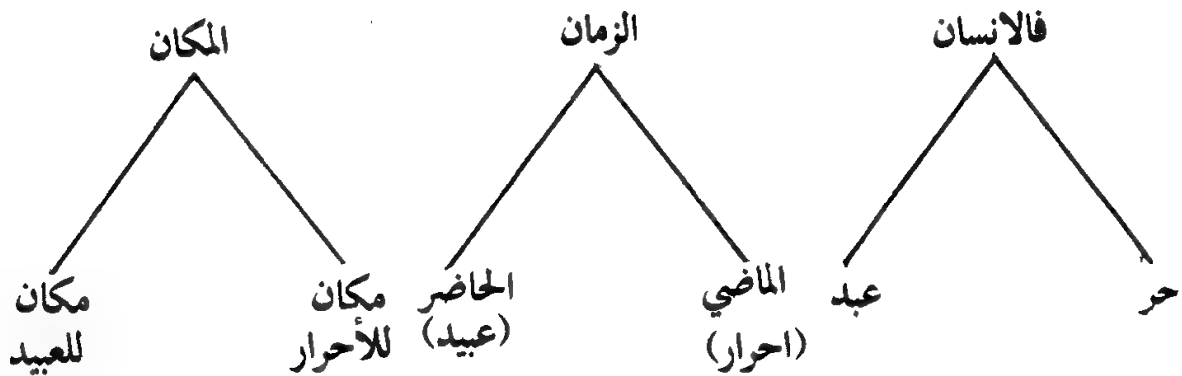 فالانسان
الزمان
المكان
حر
عبد
الماضي
(احرار)
الحاضر
(عبيد)
مكان
للأحرار
مكان
للعبيد